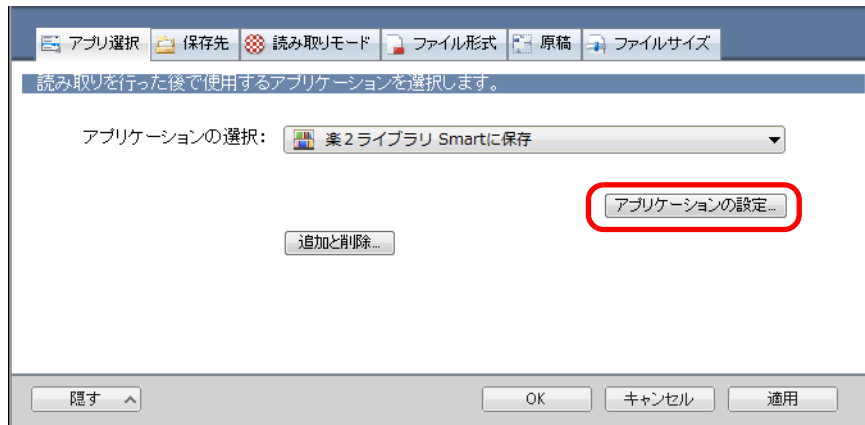 アプリ選択 保存先 読み取りモード ファイル形式 原稿 ファイルサイズ
読み取りを行った後で使用するアプリケーションを選択します。
アプリケーションの選択: 楽2ライブラリ Smartに保存
アプリケーションの設定...
追加と削除...
隠す OK キャンセル 適用